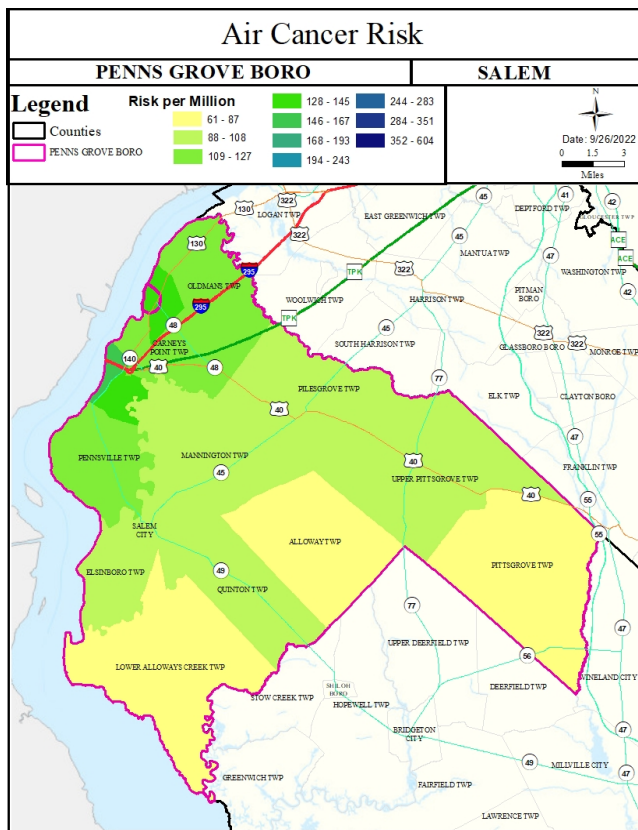 Air Cancer Risk
PENNS GROVE BORO
SALEM
Legend
Counties
PENNS GROVE BORO
Risk per Million
61 - 87
88 - 108
109 - 127
128 - 145
146 - 167
168 - 193
194 - 243
244 - 283
284 - 351
352 - 604
N
Date: 9/26/2022
0 1.5 3
Miles
130
322
LOGAN TWP
322
EAST GREENWICH TWP
45
DEPTFORD TWP
41
42
GLOUCESTER TWP
130
45
MANTUA TWP
47
ACE
ACE
295
TPK
322
WASHINGTON TWP
OLDMANS TWP
WOOLWICH TWP
HARRISON TWP
PITMAN
BORO
42
295
TPK
48
45
SOUTH HARRISON TWP
322
GLASSBORO BORO
322
MONROE TWP
CARNEYS
POINT TWP
140
40
48
77
PILESGROVE TWP
ELK TWP
CLAYTON BORO
40
47
PENNSVILLE TWP
MANNINGTON TWP
45
40
UPPER PITTSGROVE TWP
FRANKLIN TWP
40
55
SALEM
CITY
55
ALLOWAY TWP
PITTSGROVE TWP
ELSINBORO TWP
49
QUINTON TWP
77
47
UPPER DEERFIELD TWP
56
LOWER ALLOWAYS CREEK TWP
VINELAND CITY
SHILOH
BORO
DEERFIELD TWP
STOW CREEK TWP
HOPEWELL TWP
BRIDGETON
CITY
47
49
MILLVILLE CITY
47
GREENWICH TWP
FAIRFIELD TWP
LAWRENCE TWP